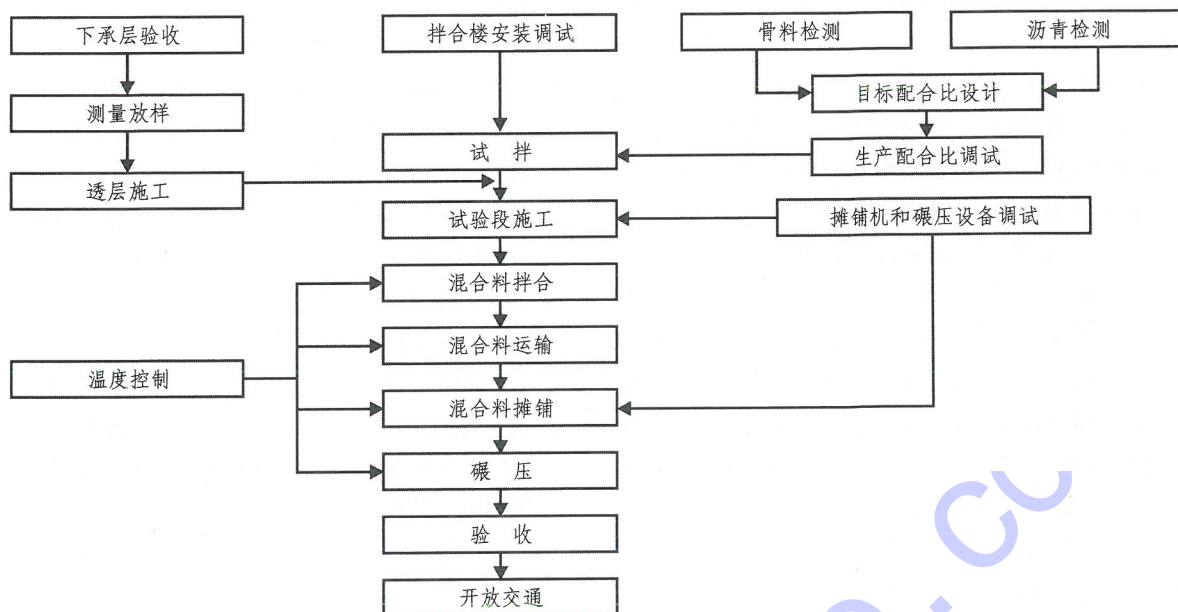 下承层验收
拌合楼安装调试
骨料检测
沥青检测
测量放样
目标配合比设计
试 拌
生产配合比调试
透层施工
试验段施工
摊铺机和碾压设备调试
混合料拌合
混合料运输
温度控制
混合料摊铺
碾 压
验 收
开放交通